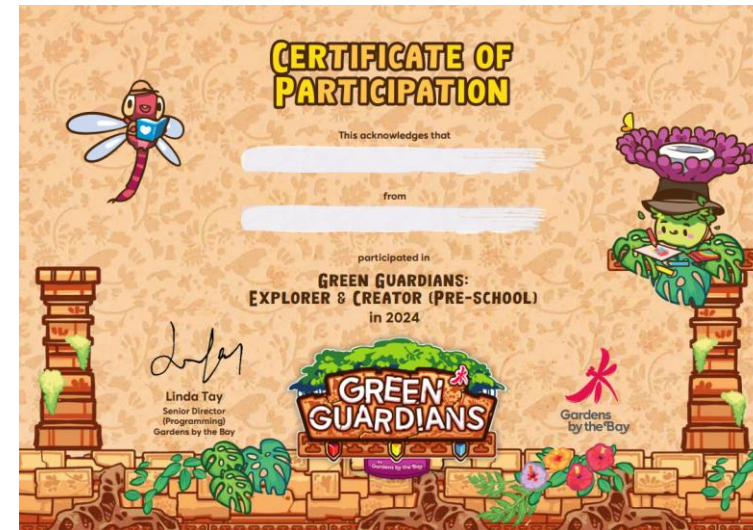 CERTIFICATE OF
PARTICIPATION
This acknowledges that
from
participated in
GREEN GUARDIANS:
EXPLORER & CREATOR (PRE-SCHOOL)
in 2024
Linda Tay
Senior Director
(Programming)
Gardens by the Bay
GREEN
GUARDIANS
Gardens by the Bay
Gardens
by the Bay